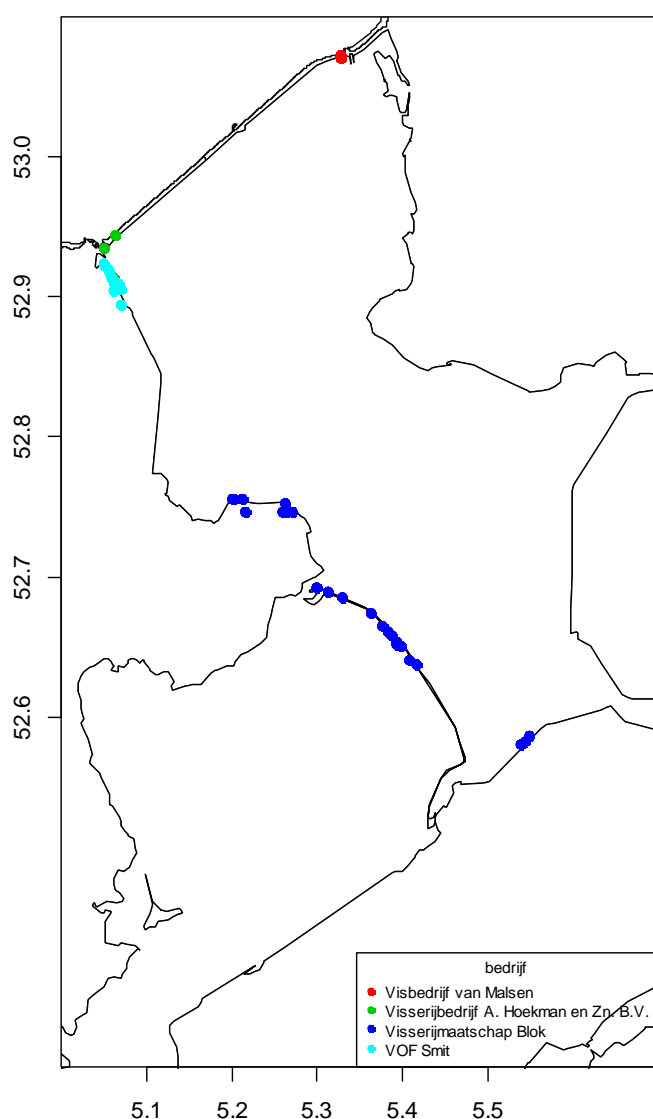 53.0
52.9
52.8
52.7
52.6
bedrijf
Visbedrijf van Malsen
Visserijbedrijf A. Hoekman en Zn. B.V.
Visserijmaatschap Blok
VOF Smit
5.1 5.2 5.3 5.4 5.5